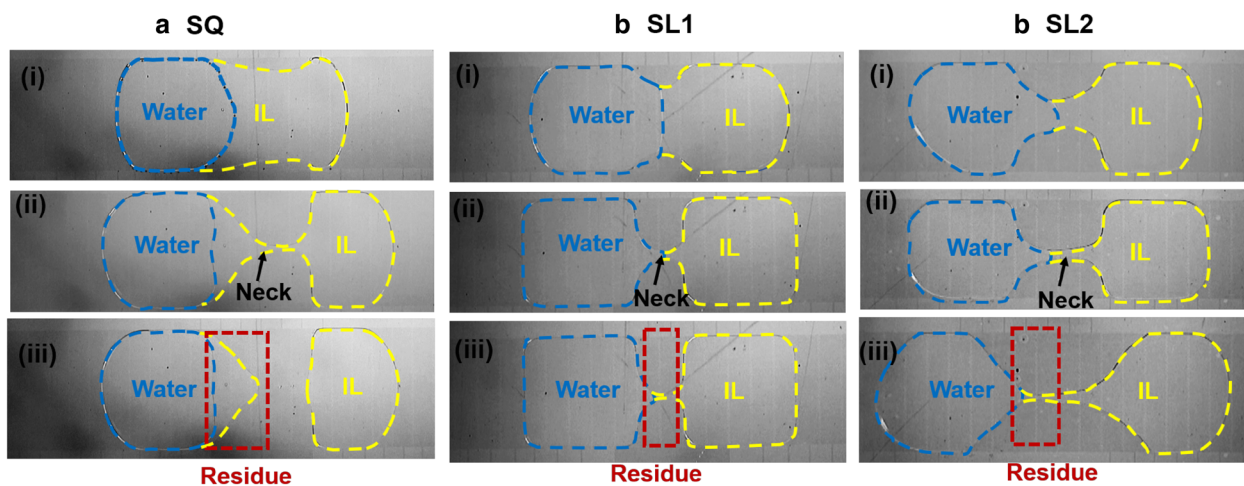 a SQ
b SL1
b SL2
(i)
Water
IL
(i)
Water
IL
(i)
Water
IL
(ii)
Water
IL
Neck
(ii)
Water
IL
Neck
(ii)
Water
IL
Neck
(iii)
Water
IL
(iii)
Water
IL
(iii)
Water
IL
Residue
Residue
Residue